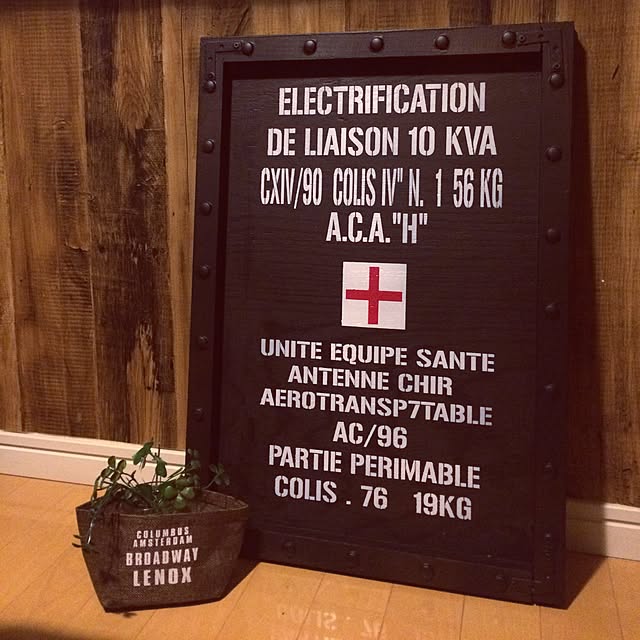 ELECTRIFICATION
DE LIAISON 10 KVA
CXIV/90 COLIS IV" N. 1 56 KG
A.C.A."H"
UNITE EQUIPE SANTE
ANTENNE CHIR
AEROTRANSP7TABLE
AC/96
PARTIE PERIMABLE
COLIS . 76 19KG
COLUMBUS
AMSTERDAM
BROADWAY
LENOX